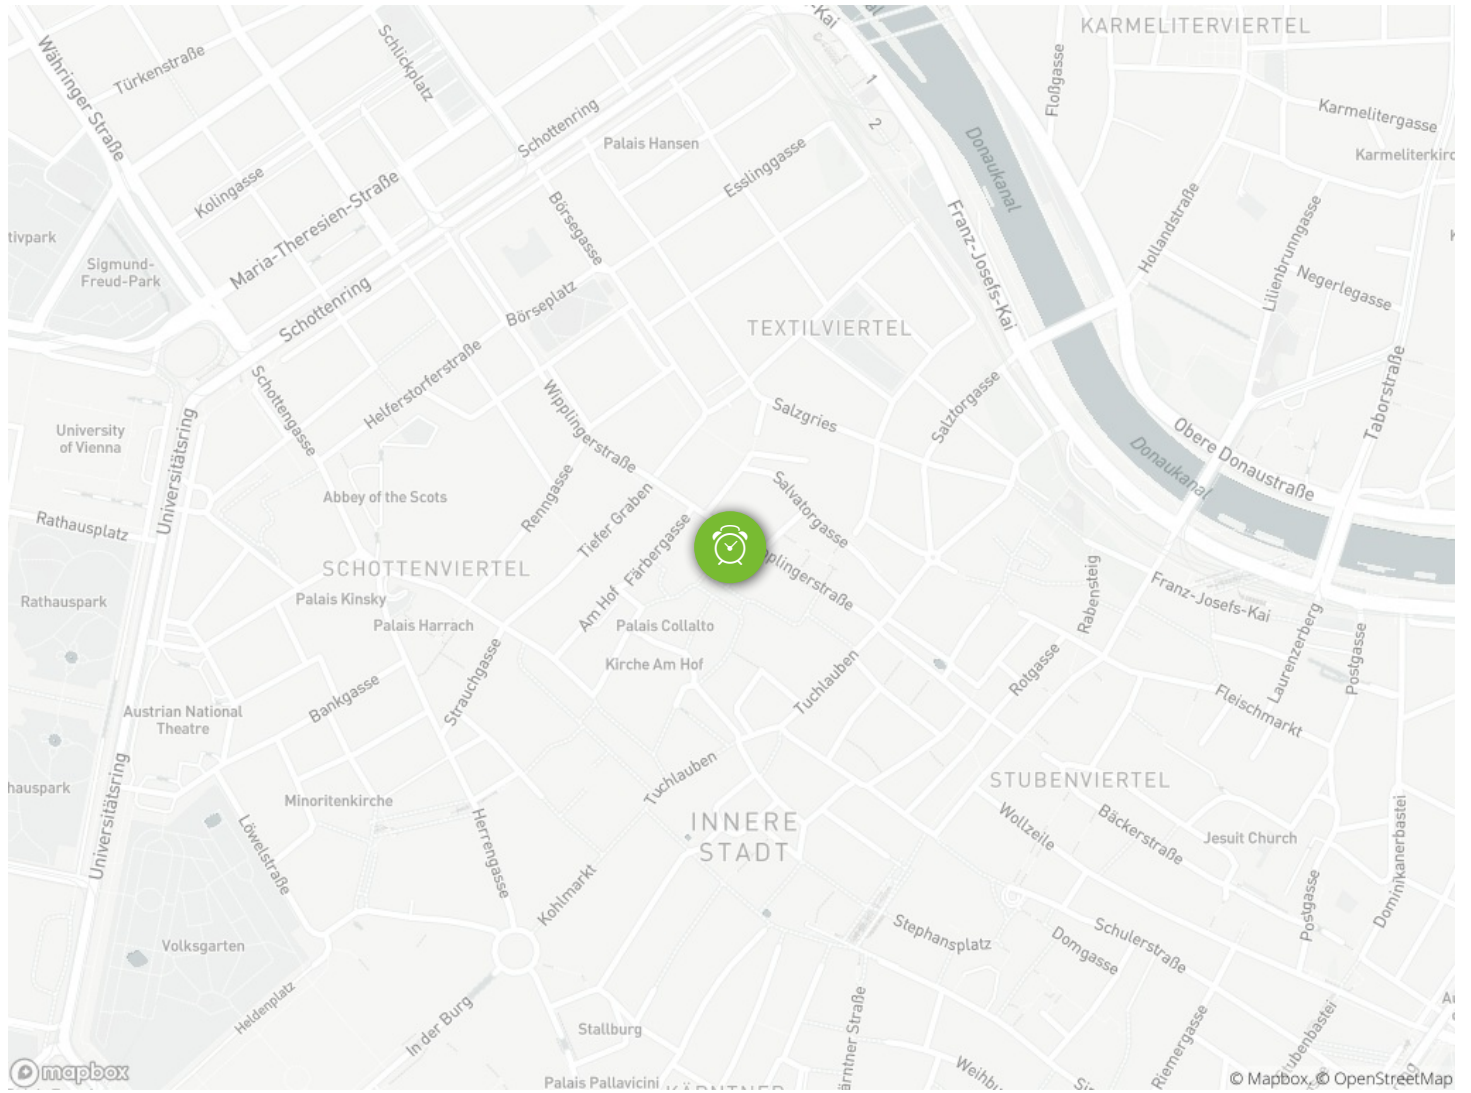 KARMELITERVIERTEL
Währinger Straße
Türkenstraße
Schlickplatz
1
2
Floßgasse
Karmelitergasse
Schottenring
Palais Hansen
Esslinggasse
Donaukanal
Kolingasse
Maria-Theresien-Straße
Börsegasse
Franz-Josefs-Kai
Hollandstraße
Lilienbrunngasse
Negerlegasse
Sigmund-
Freud-Park
Schottenring
Börseplatz
TEXTILVIERTEL
Helferstorferstraße
Schottengasse
Wipplingerstraße
Salzgries
Salztorgasse
Taborstraße
Obere Donaustraße
Donaukanal
University
of Vienna
Universitätsring
Abbey of the Scots
Renngasse
Tiefer Graben
Salvatorgasse
Rathausplatz
Färbergasse
SCHOTTENVIERTEL
Am Hof
Rabensteig
Franz-Josefs-Kai
Rathauspark
Palais Kinsky
Palais Harrach
Palais Collalto
Kirche Am Hof
Laurenzerberg
Postgasse
Strauchgasse
Tuchlauben
Rotgasse
Fleischmarkt
Bankgasse
Austrian National
Theatre
Universitätsring
Tuchlauben
STUBENVIERTEL
Minoritenkirche
Löwelstraße
Herrengasse
INNERE
STADT
Wollzeile
Bäckerstraße
Jesuit Church
Dominikanerbastei
Kohlmarkt
Postgasse
Volksgarten
Stephansplatz
Domgasse
Schulerstraße
Heldenplatz
In der Burg
Stallburg
Riemergasse
Palais Pallavicini
mapbox
© Mapbox, © OpenStreetMap